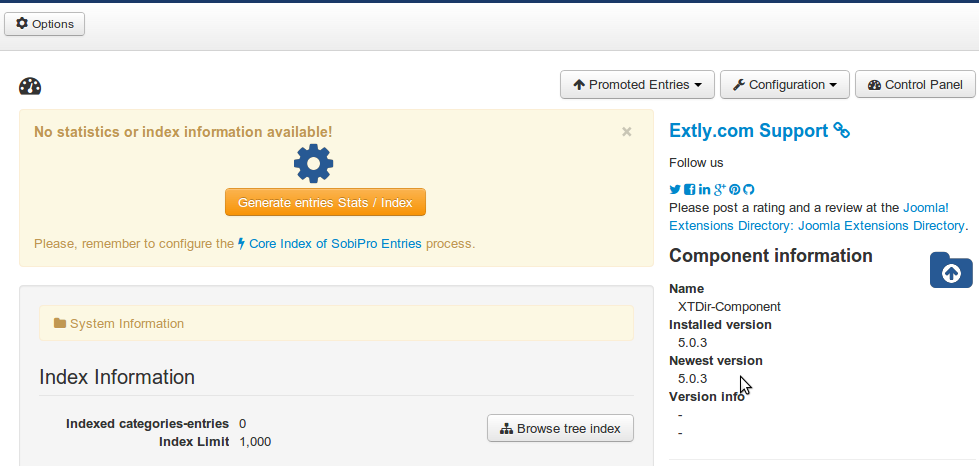 Options
Promoted Entries
Configuration
Control Panel
No statistics or index information available!
×
Generate entries Stats / Index
Please, remember to configure the Core Index of SobiPro Entries process.
System Information
Index Information
Indexed categories-entries 0
Index Limit 1,000
Browse tree index
Extly.com Support
Follow us
Please post a rating and a review at the Joomla!
Extensions Directory: Joomla Extensions Directory.
Component information
Name
XTDir-Component
Installed version
5.0.3
Newest version
5.0.3
Version info
-
-